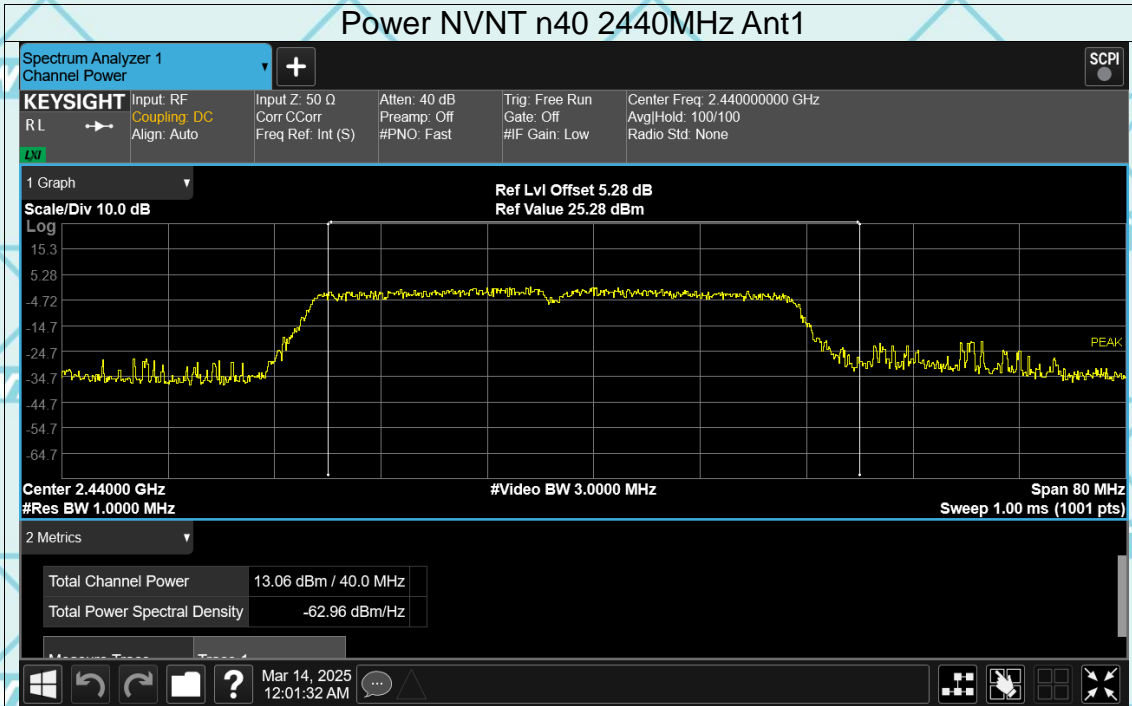 Power NVNT n40 2440MHz Ant1
Spectrum Analyzer 1
Channel Power
+
SCPI
KEYSIGHT
R L
LXI
Input: RF
Coupling: DC
Align: Auto
Input Z: 50 Ω
Corr CCorr
Freq Ref: Int (S)
Atten: 40 dB
Preamp: Off
#PNO: Fast
Trig: Free Run
Gate: Off
#IF Gain: Low
Center Freq: 2.440000000 GHz
Avg|Hold: 100/100
Radio Std: None
1 Graph
Scale/Div 10.0 dB
Ref Lvl Offset 5.28 dB
Ref Value 25.28 dBm
Log
15.3
5.28
-4.72
-14.7
-24.7
-34.7
-44.7
-54.7
-64.7
PEAK
Center 2.44000 GHz
#Video BW 3.0000 MHz
Span 80 MHz
#Res BW 1.0000 MHz
Sweep 1.00 ms (1001 pts)
2 Metrics
Total Channel Power 13.06 dBm / 40.0 MHz
Total Power Spectral Density -62.96 dBm/Hz
Measure Trace Trace 1
?
Mar 14, 2025
12:01:32 AM